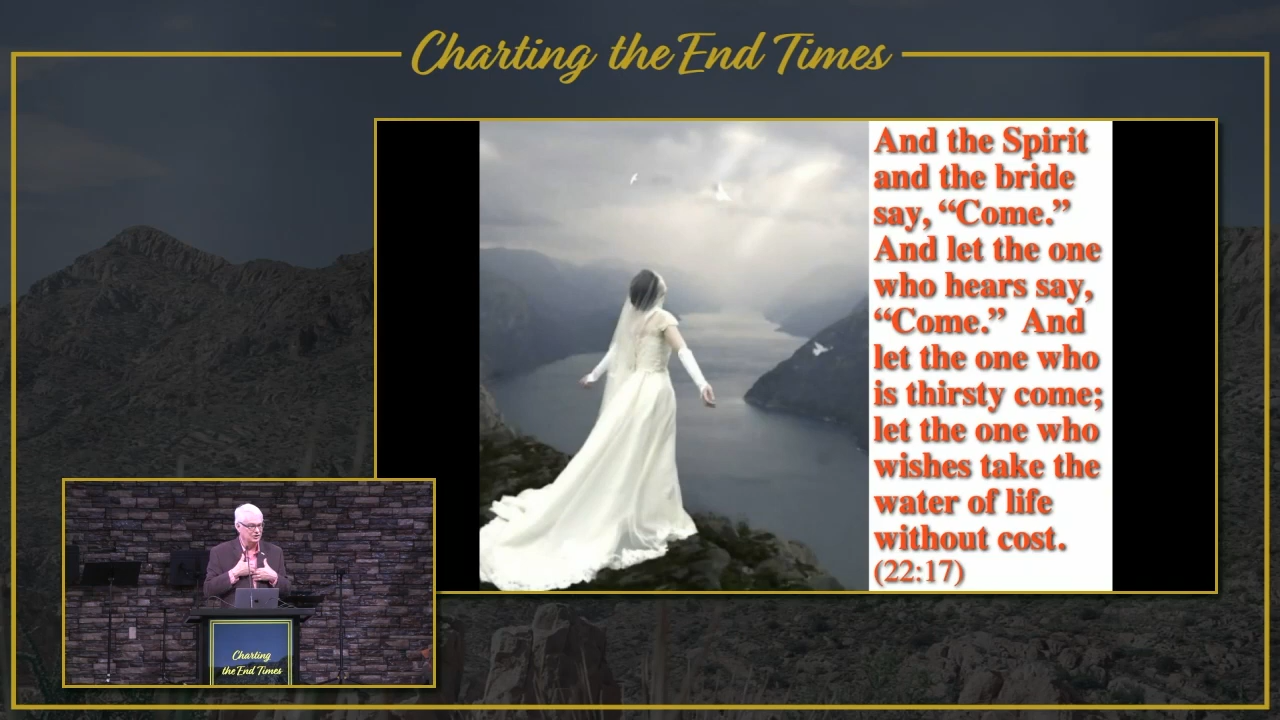 Charting the End Times
And the Spirit
and the bride
say, “Come.”
And let the one
who hears say,
“Come.”  And
let the one who
is thirsty come;
let the one who
wishes take the
water of life
without cost.
(22:17)
Charting
the End Times